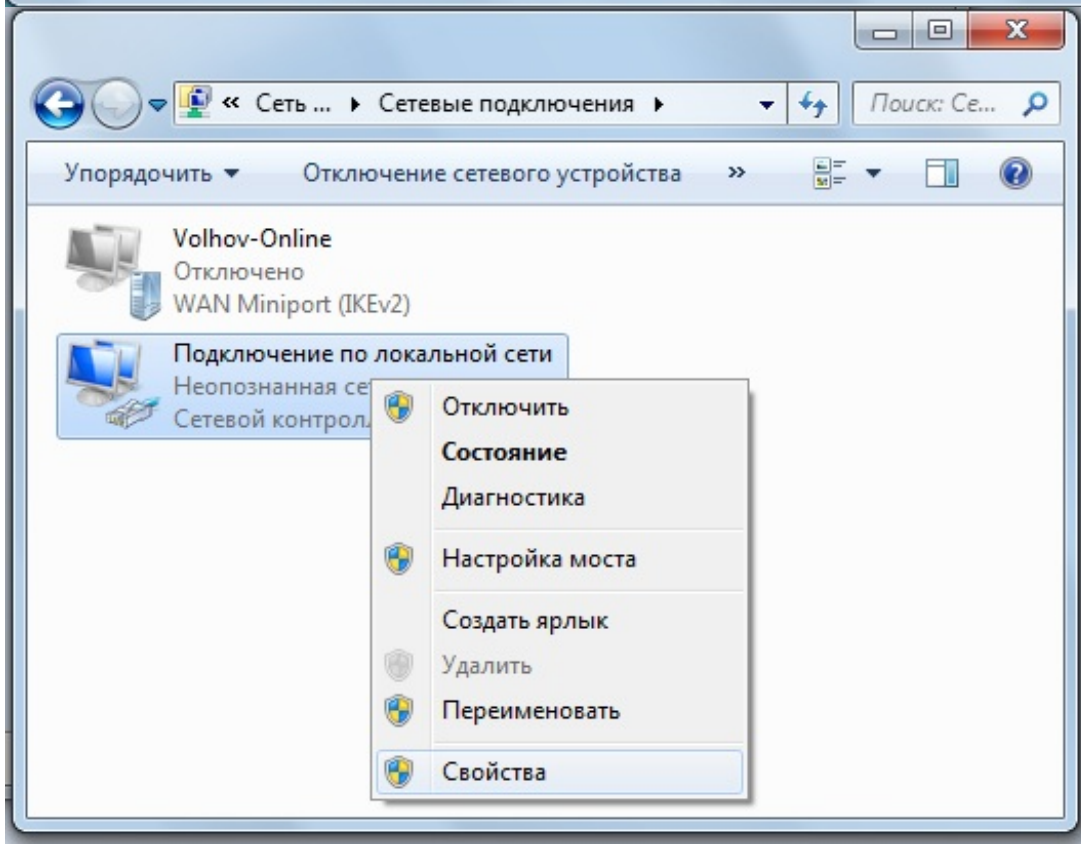 « Сеть ... ▸ Сетевые подключения ▸
Поиск: Се...
Упорядочить ▾ Отключение сетевого устройства »
Volhov-Online
Отключено
WAN Miniport (IKEv2)
Подключение по локальной сети
Неопознанная се
Сетевой контрол
Отключить
Состояние
Диагностика
Настройка моста
Создать ярлык
Удалить
Переименовать
Свойства